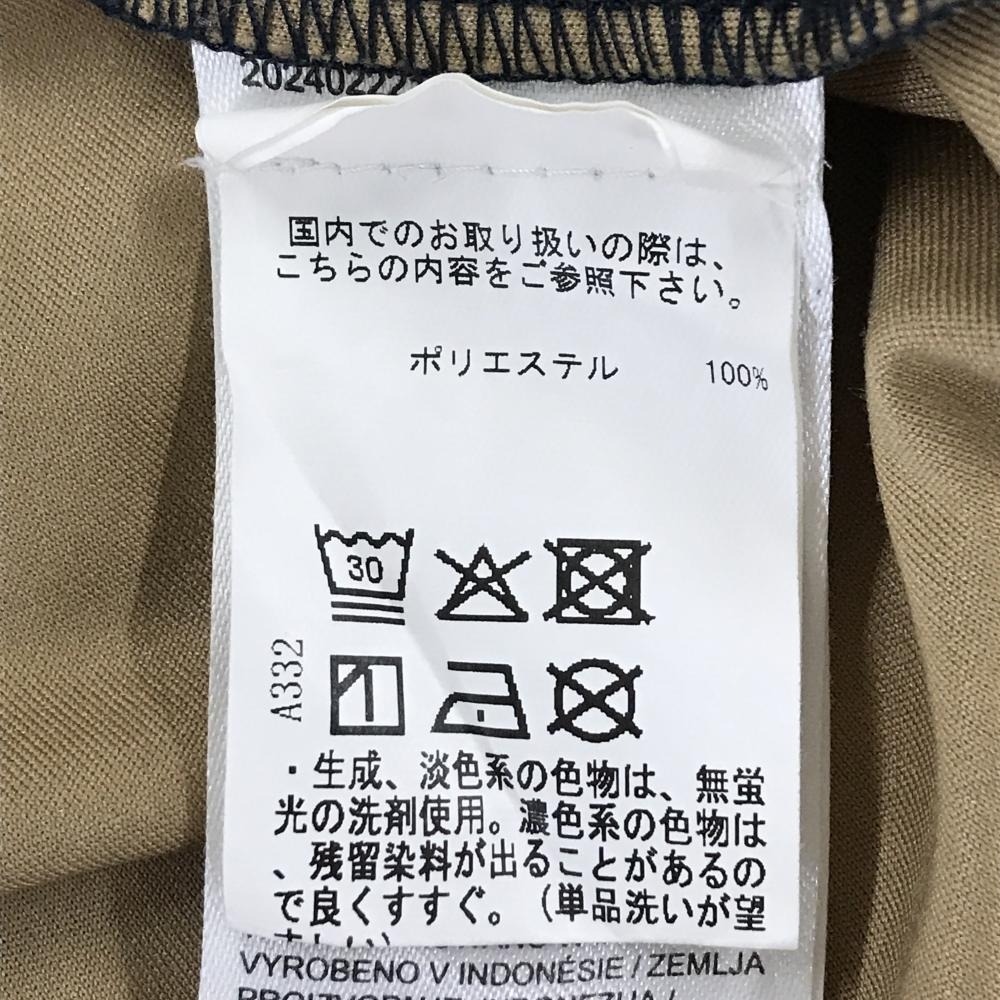 20240222
国内でのお取り扱いの際は、
こちらの内容をご参照下さい。
ポリエステル 100%
30
A332
・生成、淡色系の色物は、無蛍
光の洗剤使用。濃色系の色物は
、残留染料が出ることがあるの
で良くすすぐ。（単品洗いが望
ましい）
VYROBENO V INDONÉSIE / ZEMLJA